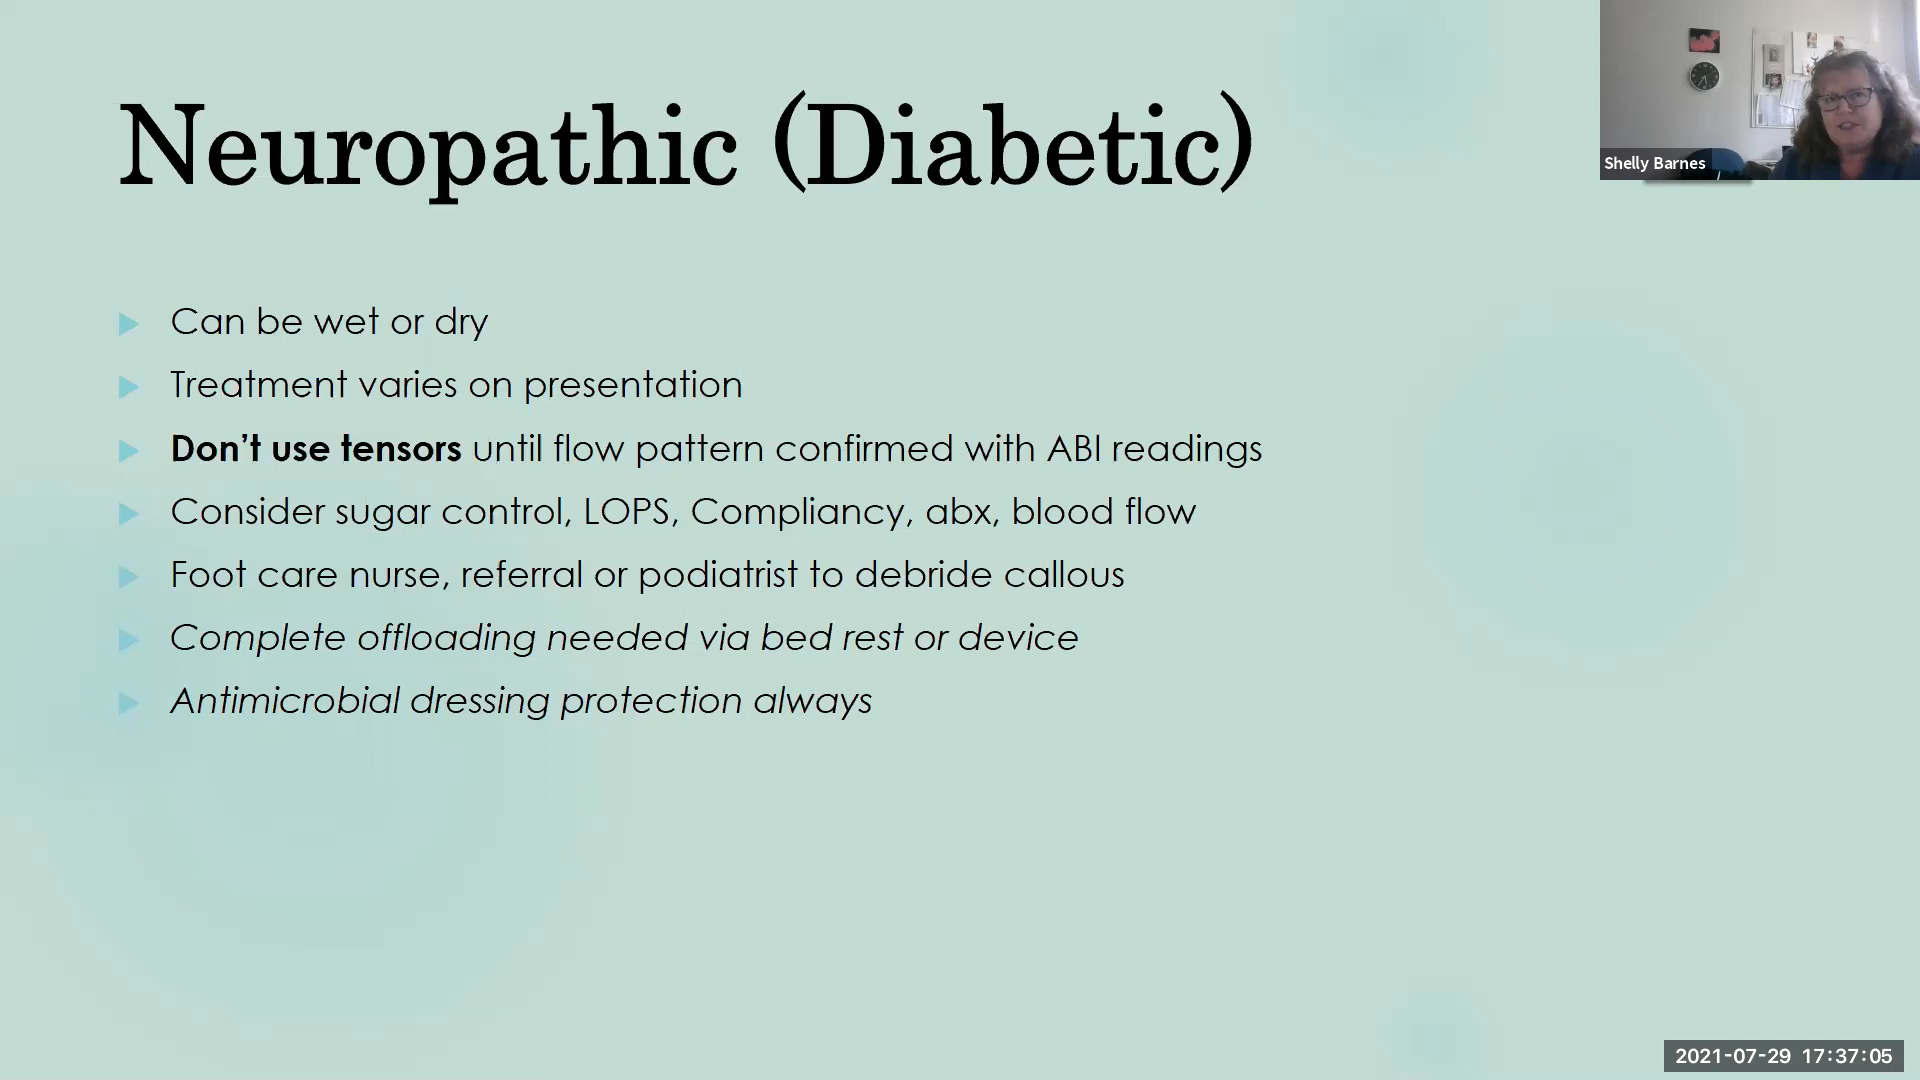 Neuropathic (Diabetic)
Shelly Barnes
Can be wet or dry
Treatment varies on presentation
Don't use tensors until flow pattern confirmed with ABI readings
Consider sugar control, LOPS, Compliancy, abx, blood flow
Foot care nurse, referral or podiatrist to debride callous
Complete offloading needed via bed rest or device
Antimicrobial dressing protection always
2021-07-29 17:37:05